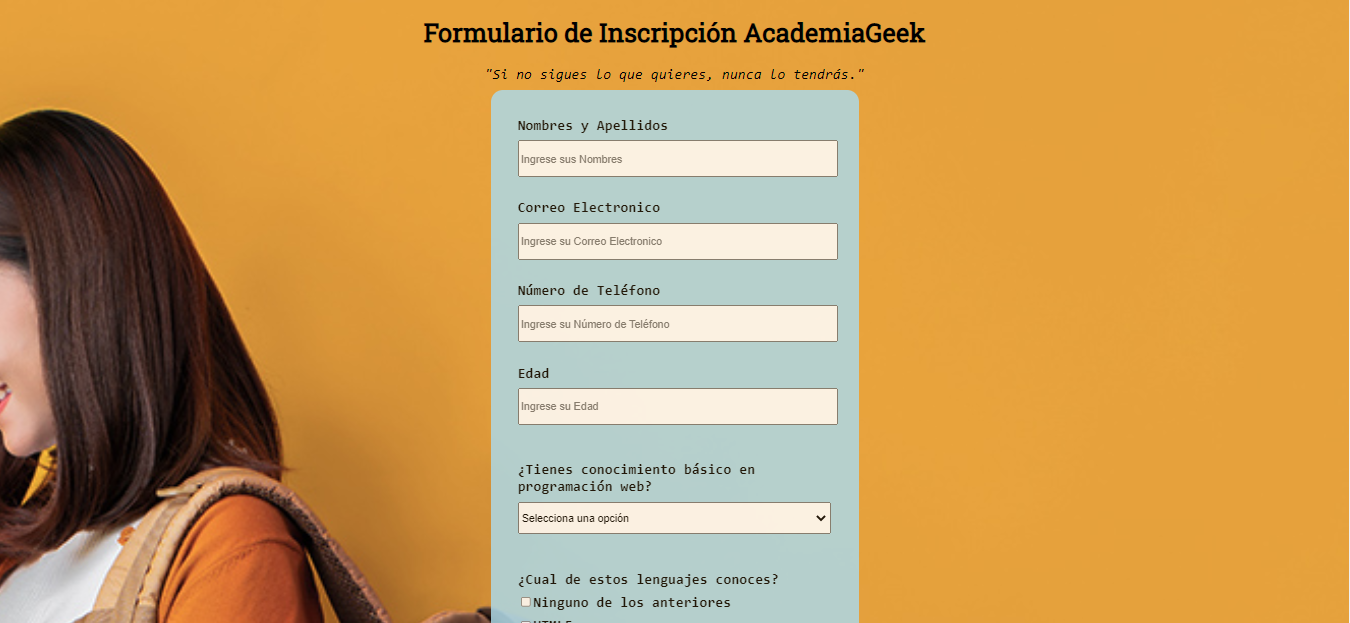 Formulario de Inscripción AcademiaGeek
"Si no sigues lo que quieres, nunca lo tendrás."
Nombres y Apellidos
Ingrese sus Nombres
Correo Electronico
Ingrese su Correo Electronico
Número de Teléfono
Ingrese su Número de Teléfono
Edad
Ingrese su Edad
¿Tienes conocimiento básico en
programación web?
Selecciona una opción
¿Cual de estos lenguajes conoces?
Ninguno de los anteriores